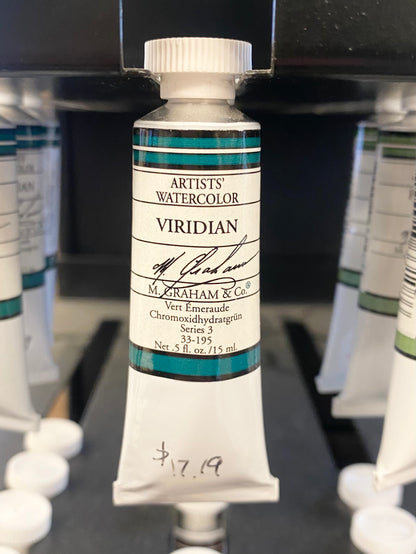 ARTISTS'
WATERCOLOR
VIRIDIAN
M. Graham
M. GRAHAM & Co.®
Vert Émeraude
Chromoxidhydratgrün
Series 3
33-195
Net .5 fl. oz./15 ml.
$17.19